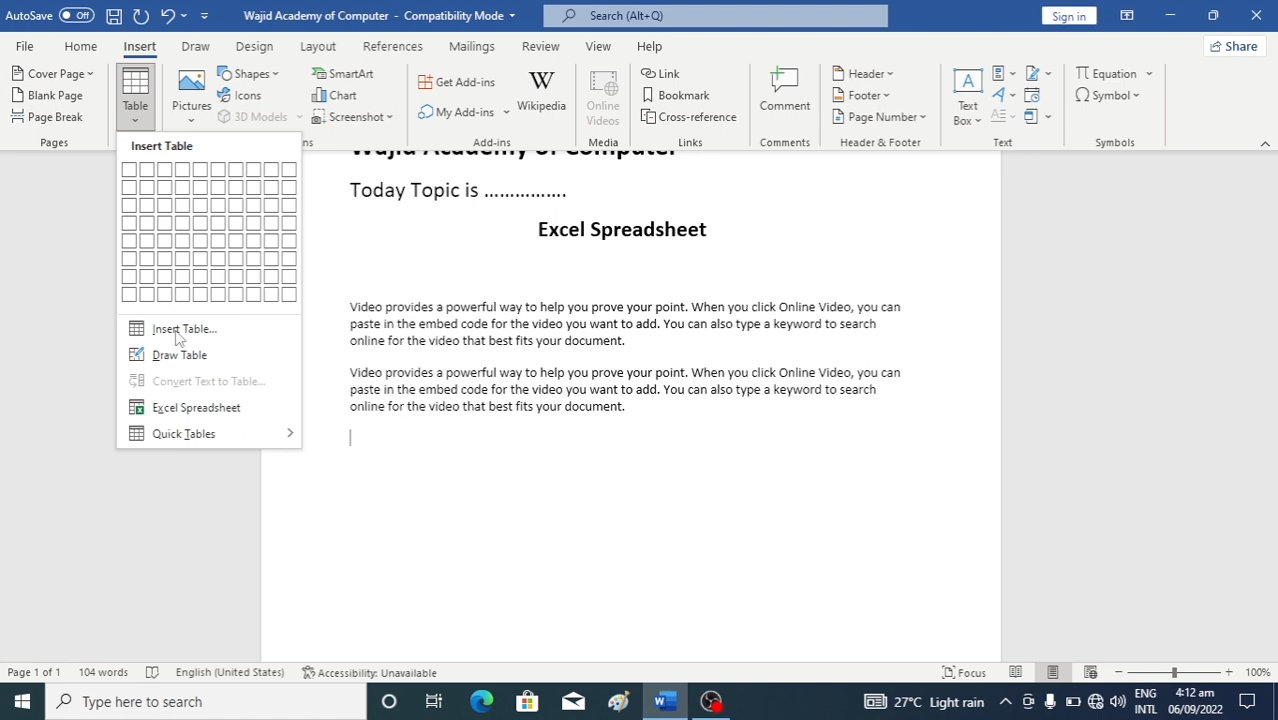 AutoSave Off Wajid Academy of Computer - Compatibility Mode Search (Alt+Q) Sign in
File Home Insert Draw Design Layout References Mailings Review View Help Share
Cover Page
Blank Page
Page Break
Pages
Table
Pictures
Shapes
Icons
3D Models
SmartArt
Chart
Screenshot
Get Add-ins
My Add-ins
Wikipedia
Add-ins
Online
Videos
Media
Link
Bookmark
Cross-reference
Links
Comment
Comments
Header
Footer
Page Number
Header & Footer
Text
Box
Text
Equation
Symbol
Symbols
Insert Table
Insert Table...
Draw Table
Convert Text to Table...
Excel Spreadsheet
Quick Tables
Wajid Academy of Computer
Today Topic is ................
Excel Spreadsheet
Video provides a powerful way to help you prove your point. When you click Online Video, you can
paste in the embed code for the video you want to add. You can also type a keyword to search
online for the video that best fits your document.
Video provides a powerful way to help you prove your point. When you click Online Video, you can
paste in the embed code for the video you want to add. You can also type a keyword to search
online for the video that best fits your document.
Page 1 of 1 104 words English (United States) Accessibility: Unavailable Focus 100%
Type here to search
27°C Light rain
ENG
INTL
4:12 am
06/09/2022